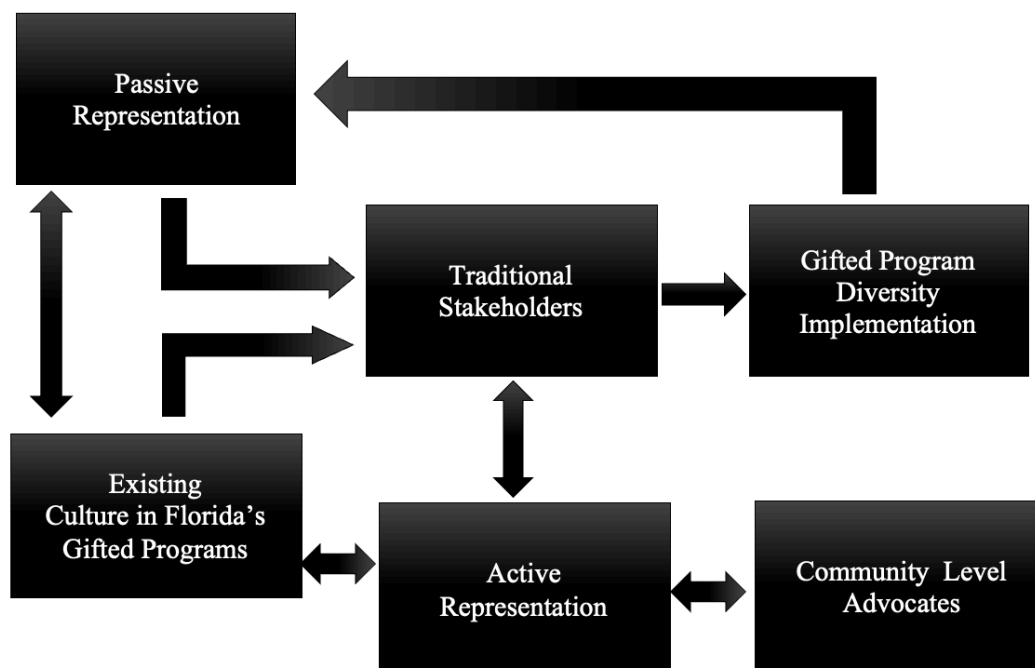 Passive
Representation
Traditional
Stakeholders
Gifted Program
Diversity
Implementation
Existing
Culture in Florida’s
Gifted Programs
Active
Representation
Community Level
Advocates